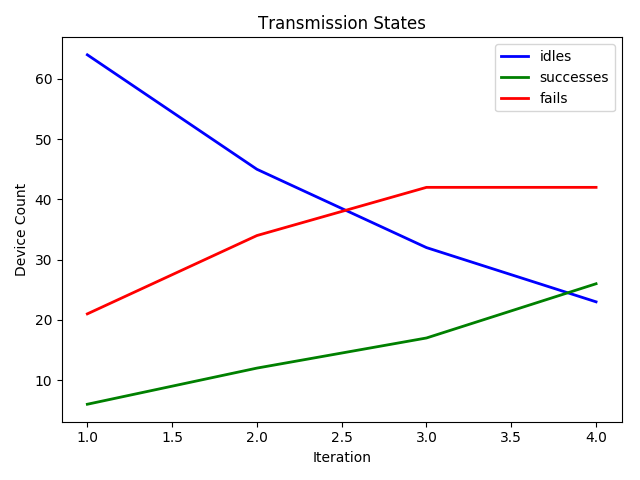 Transmission States
idles
successes
fails
Device Count
60
50
40
30
20
10
1.0 1.5 2.0 2.5 3.0 3.5 4.0
Iteration